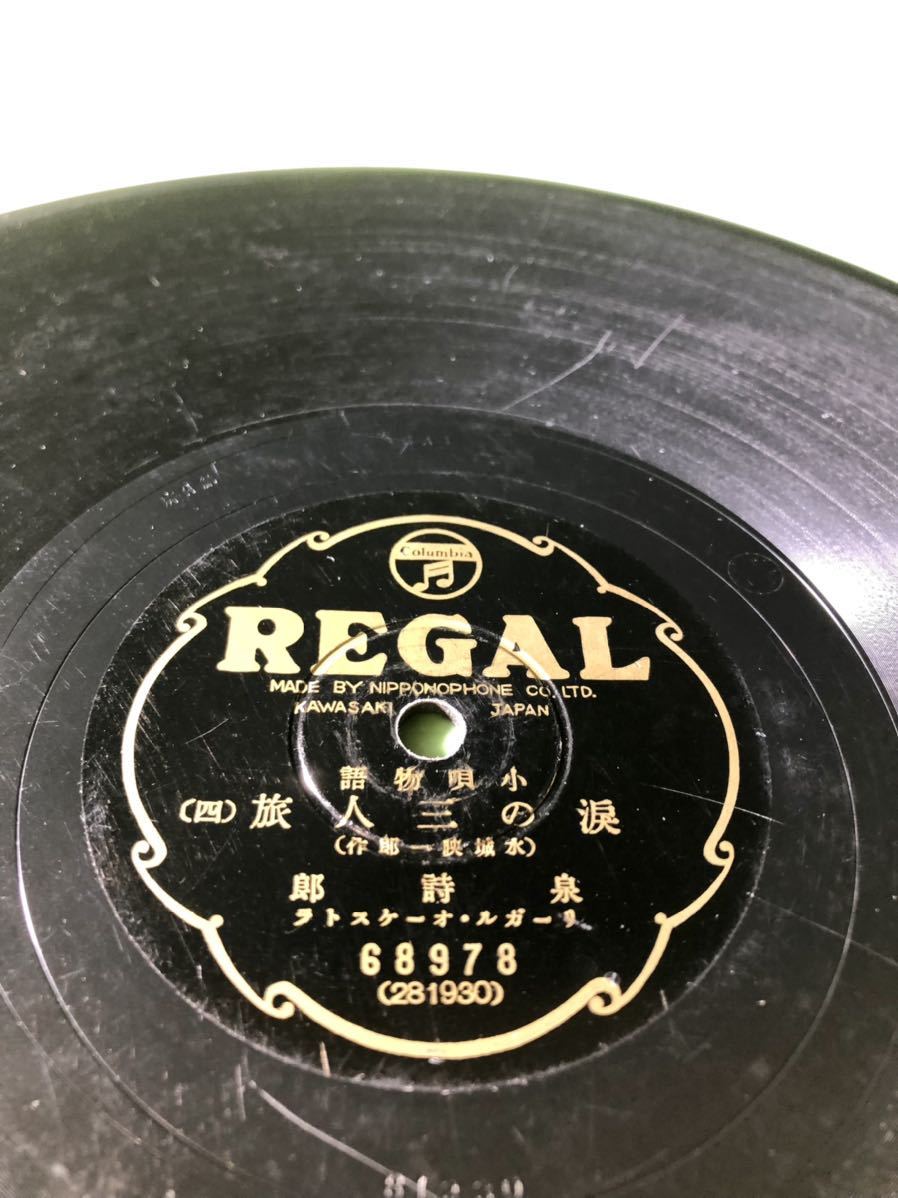 Columbia
REGAL
MADE BY NIPPONOPHONE CO. LTD.
KAWASAKI JAPAN
小唄物語
涙の三人旅(四)
(水城映一郎作)
泉詩郎
リーガル・オーケストラ
68978
(281930)